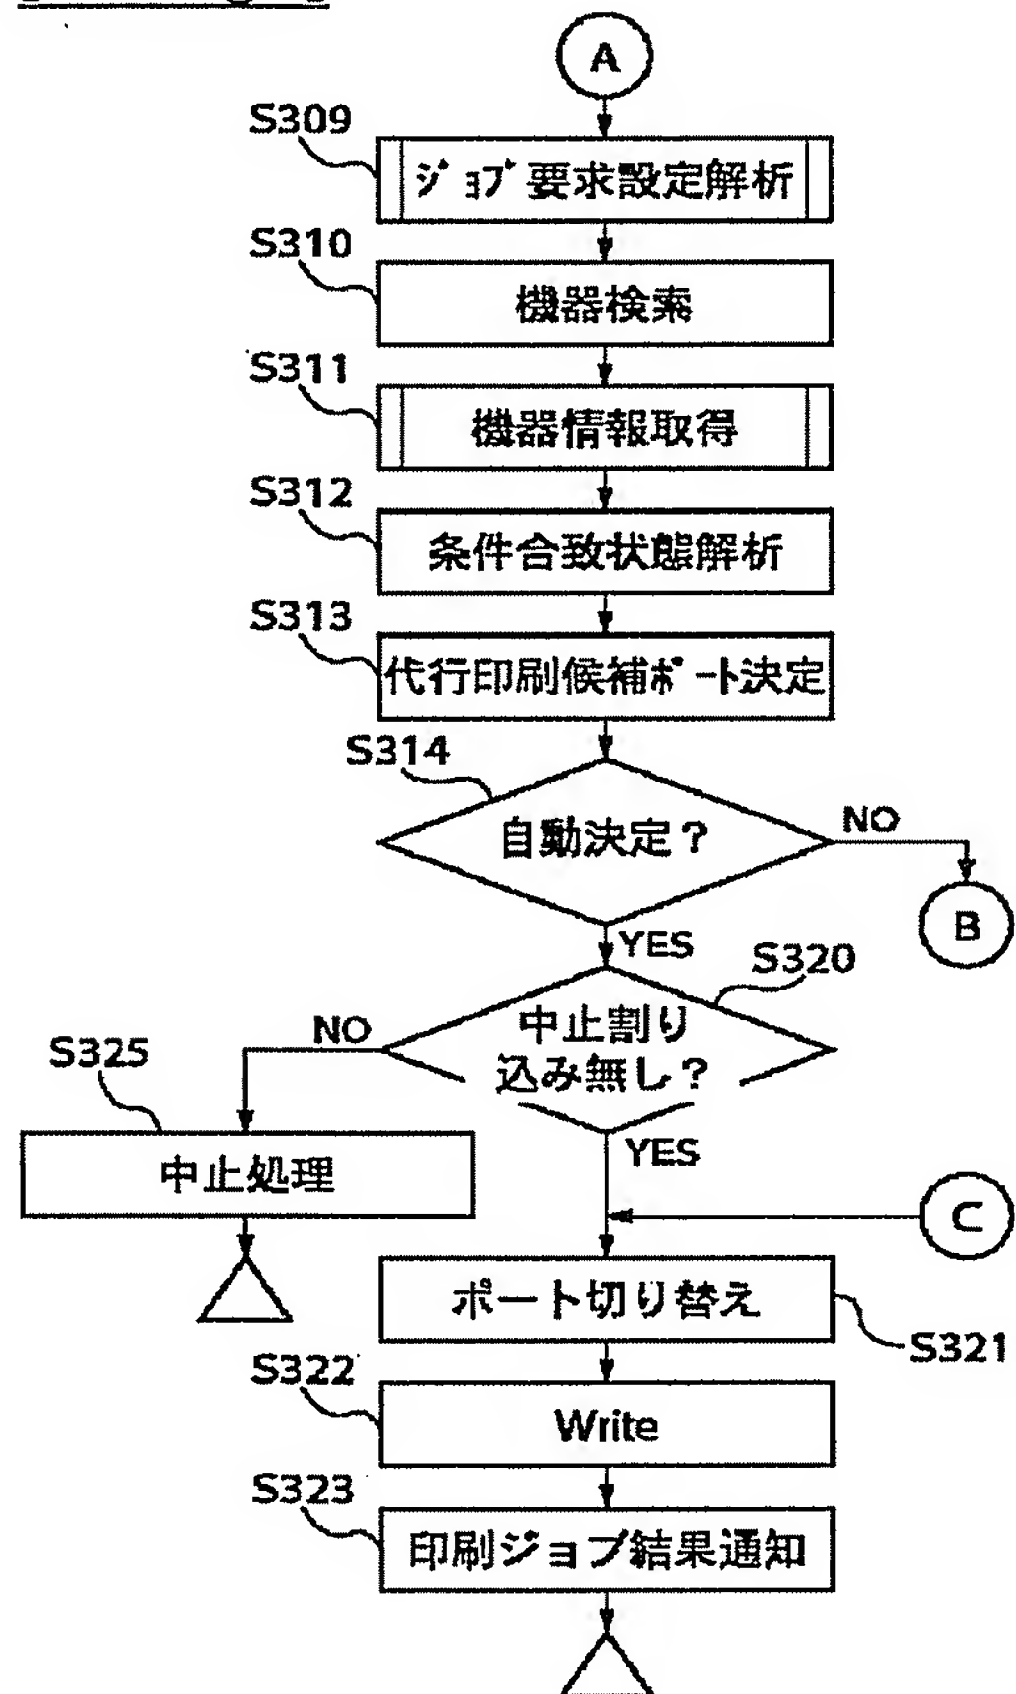 A
S309
ジョブ要求設定解析
S310
機器検索
S311
機器情報取得
S312
条件合致状態解析
S313
代行印刷候補ポート決定
S314
自動決定？
NO
B
YES
S320
中止割り
込み無し？
NO
S325
YES
中止処理
C
ポート切り替え
S321
S322
Write
S323
印刷ジョブ結果通知